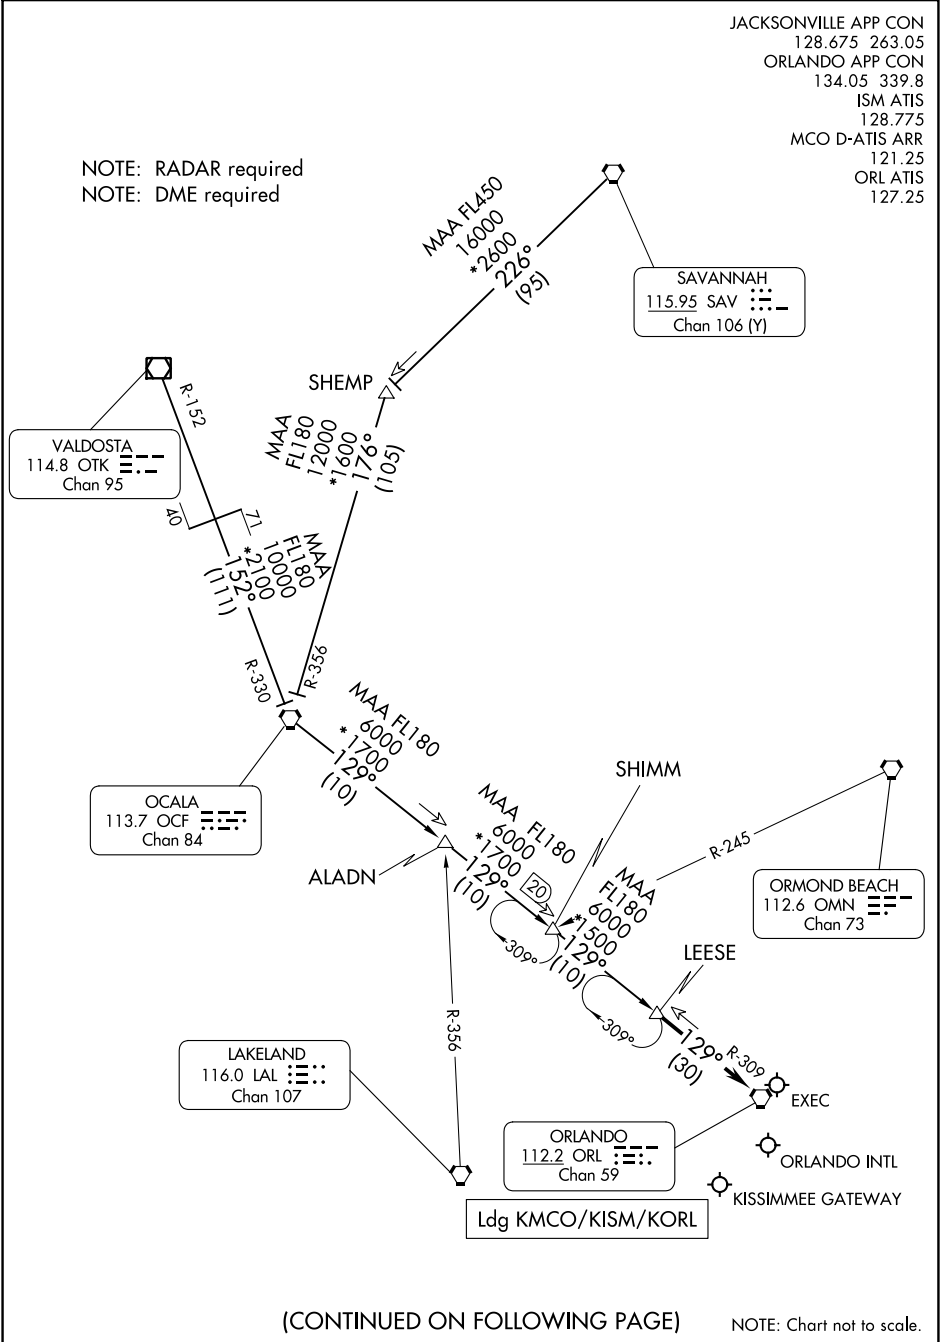 JACKSONVILLE APP CON
128.675 263.05
ORLANDO APP CON
134.05 339.8
ISM ATIS
128.775
MCO D-ATIS ARR
121.25
ORL ATIS
127.25
NOTE: RADAR required
NOTE: DME required
MAA FL450
16000
*2600
226°
(95)
SAVANNAH
115.95 SAV
Chan 106 (Y)
SHEMP
MAA
FL180
12000
*1600
176°
(105)
R-152
VALDOSTA
114.8 OTK
Chan 95
40
71
MAA
FL180
10000
*2100
152°
(111)
R-330
R-356
MAA FL180
6000
*1700
129°
(10)
OCALA
113.7 OCF
Chan 84
ALADN
SHIMM
MAA FL180
6000
*1700
129°
(10)
20
309°
R-245
ORMOND BEACH
112.6 OMN
Chan 73
MAA
FL180
6000
*1500
129°
(10)
LEESE
309°
R-356
129°
(30)
R-309
LAKELAND
116.0 LAL
Chan 107
EXEC
ORLANDO
112.2 ORL
Chan 59
ORLANDO INTL
KISSIMMEE GATEWAY
Ldg KMCO/KISM/KORL
(CONTINUED ON FOLLOWING PAGE)
NOTE: Chart not to scale.